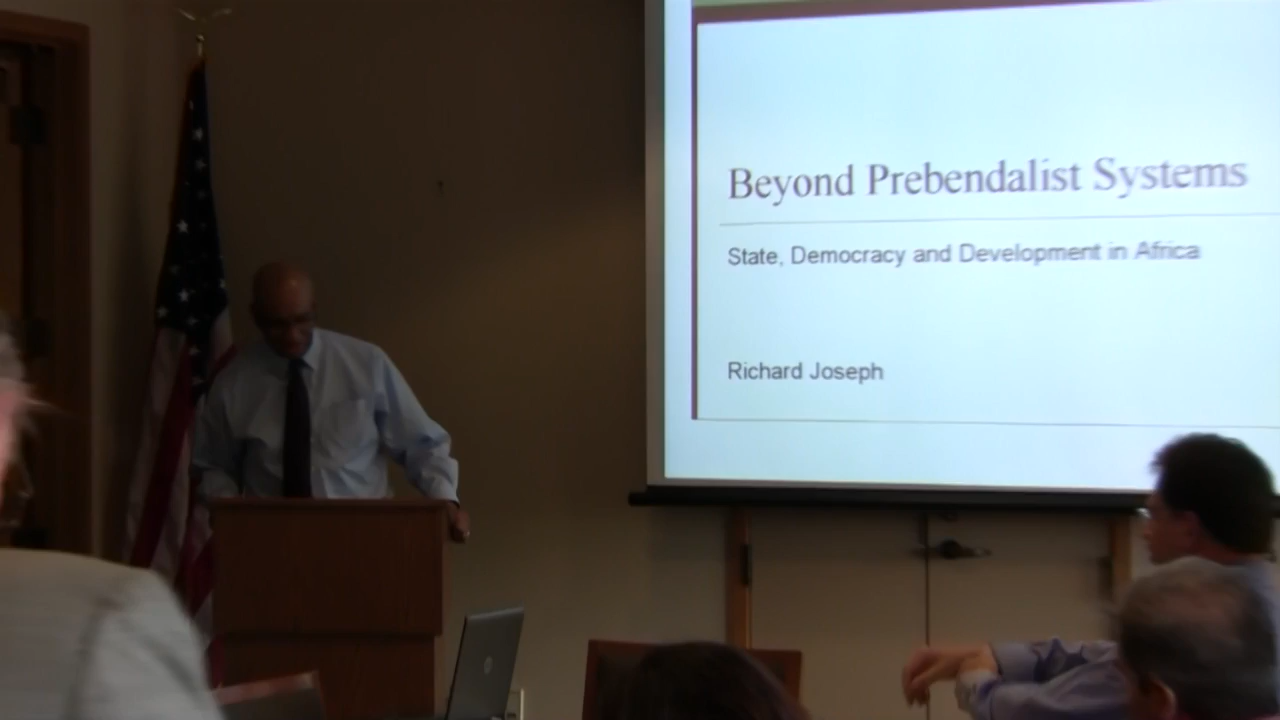 Beyond Prebendalist Systems
State, Democracy and Development in Africa
Richard Joseph